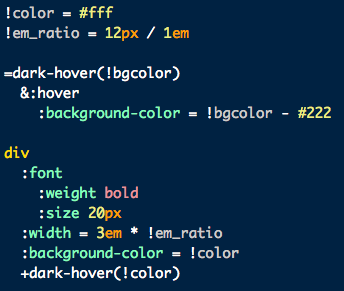 !color = #fff
!em_ratio = 12px / 1em
=dark-hover(!bgcolor)
&:hover
:background-color = !bgcolor - #222
div
:font
:weight bold
:size 20px
:width = 3em * !em_ratio
:background-color = !color
+dark-hover(!color)